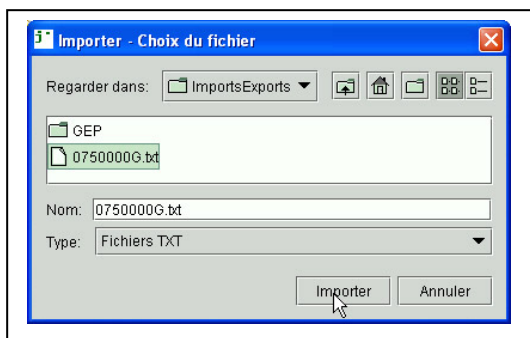 Importer - Choix du fichier
Regarder dans: ImportsExports
GEP
0750000G.txt
Nom: 0750000G.txt
Type: Fichiers TXT
Importer Annuler